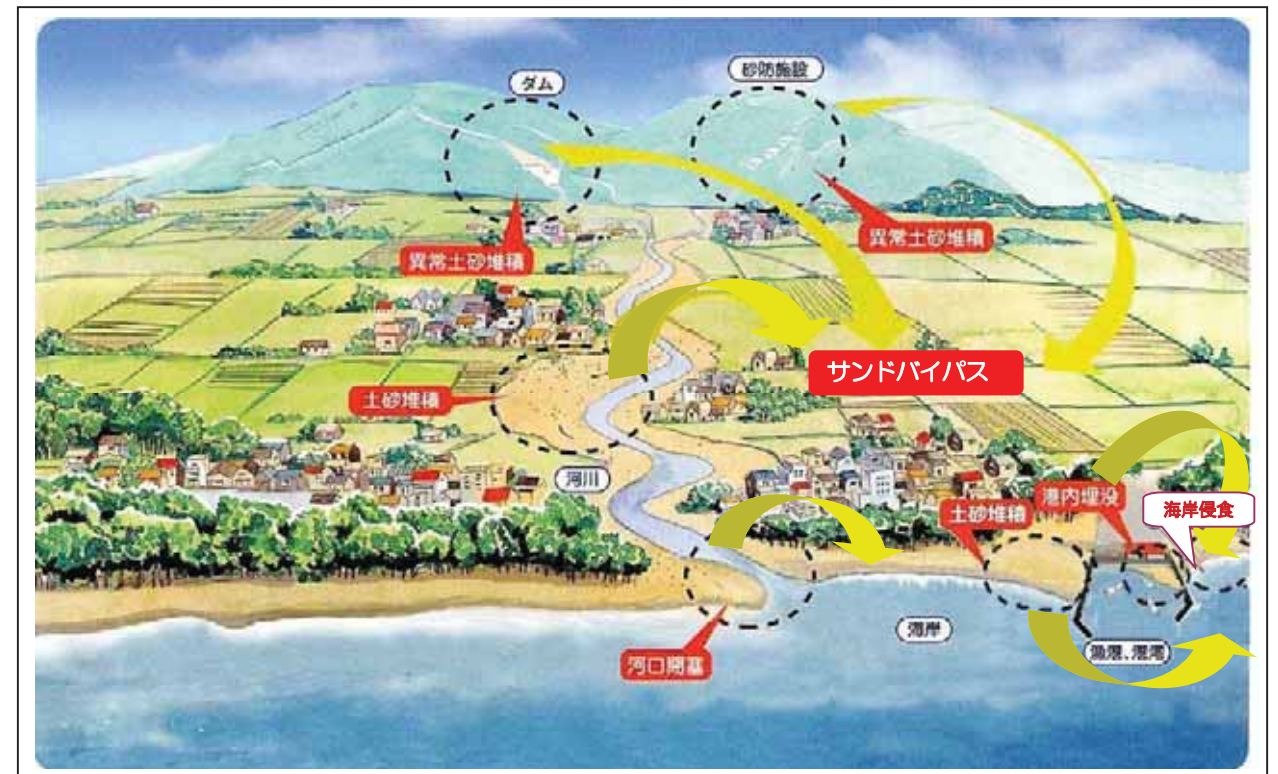 ダム
砂防施設
異常土砂堆積
異常土砂堆積
サンドバイパス
土砂堆積
河川
港内埋没
海岸侵食
土砂堆積
海岸
漁港、港湾
河口閉塞